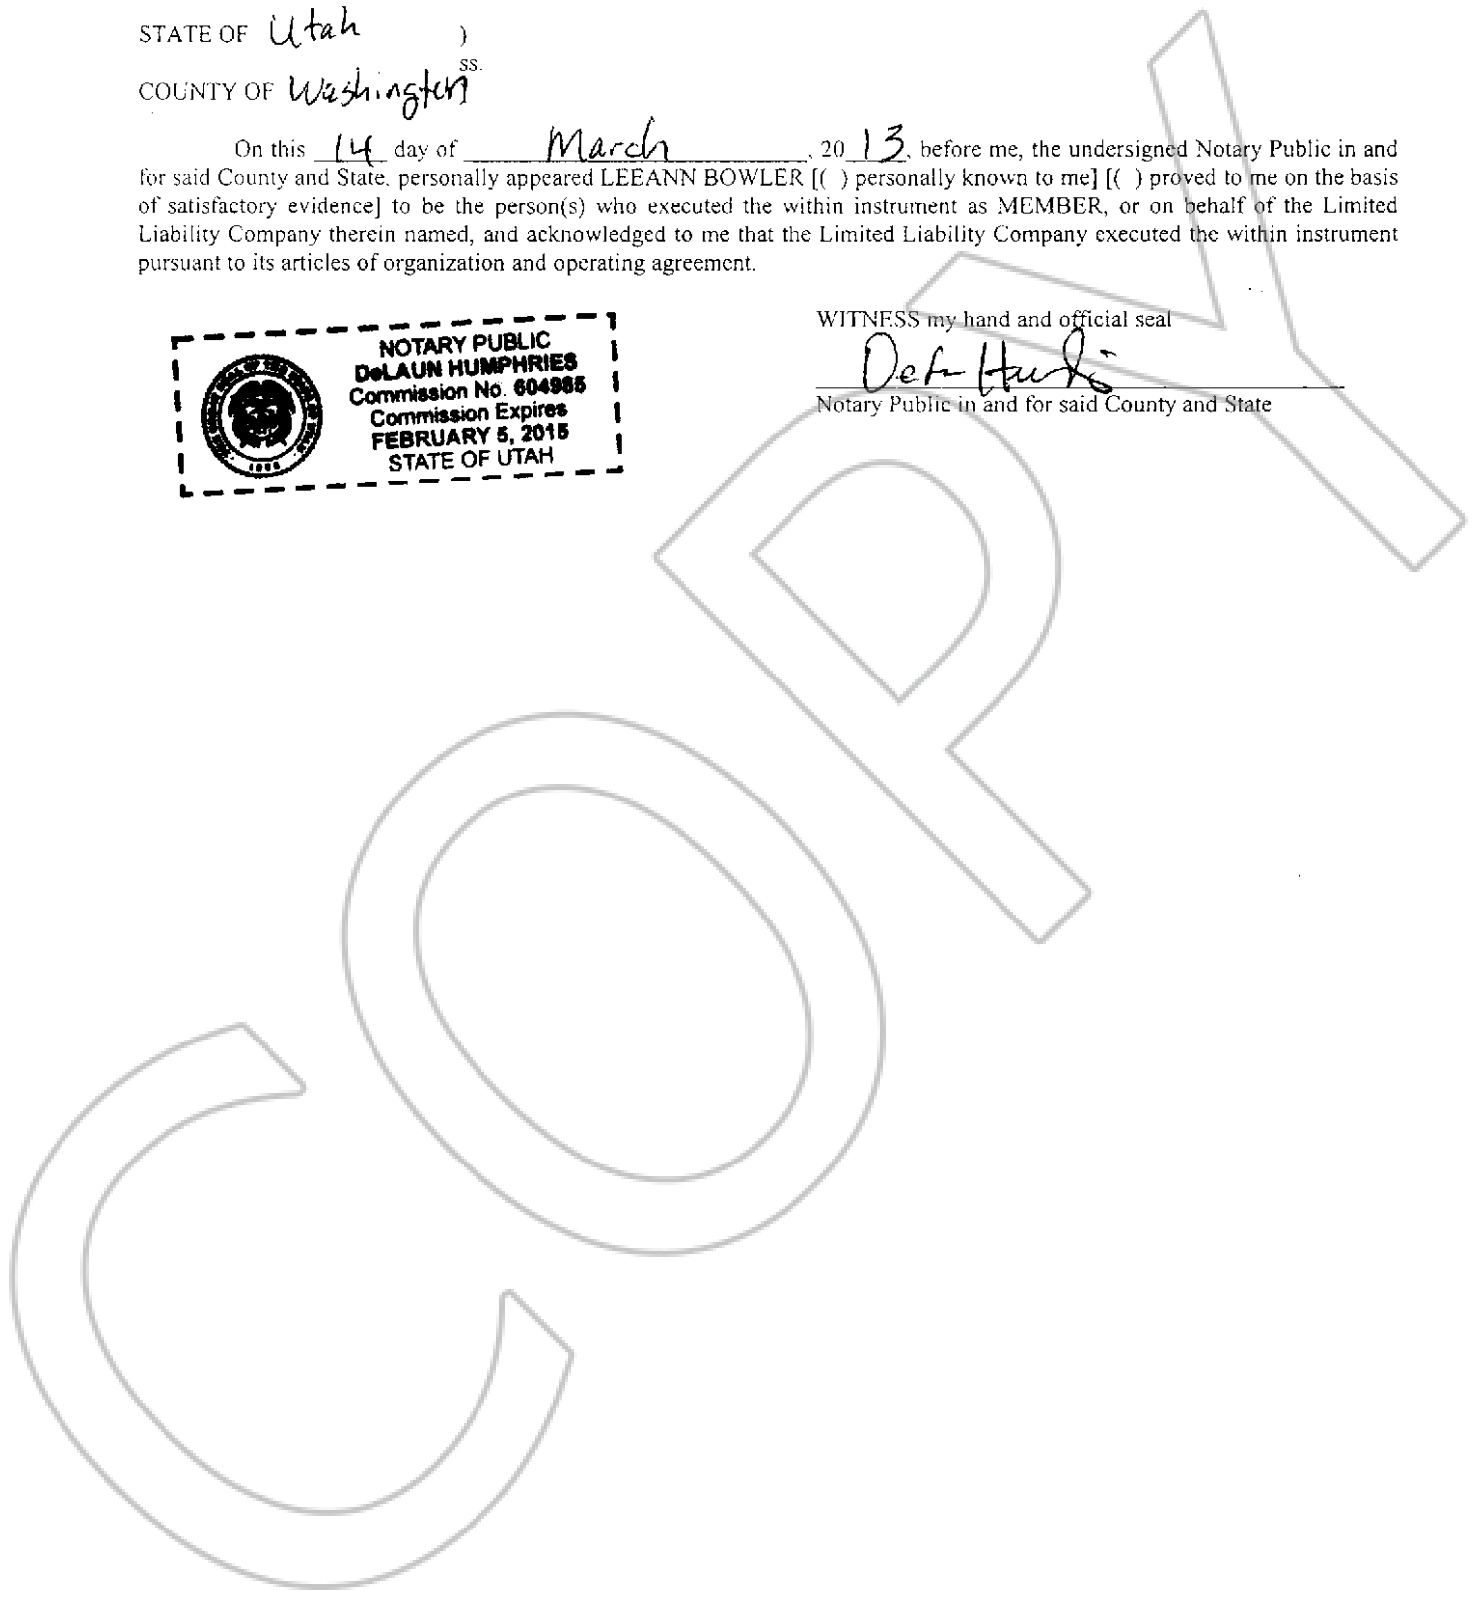 STATE OF Utah )
ss.
COUNTY OF Washington
On this 14 day of March, 2013, before me, the undersigned Notary Public in and
for said County and State, personally appeared LEEANN BOWLER [( ) personally known to me] [( ) proved to me on the basis
of satisfactory evidence] to be the person(s) who executed the within instrument as MEMBER, or on behalf of the Limited
Liability Company therein named, and acknowledged to me that the Limited Liability Company executed the within instrument
pursuant to its articles of organization and operating agreement.
NOTARY PUBLIC
DeLAUN HUMPHRIES
Commission No. 604985
Commission Expires
FEBRUARY 5, 2015
STATE OF UTAH
WITNESS my hand and official seal
Notary Public in and for said County and State
COPY